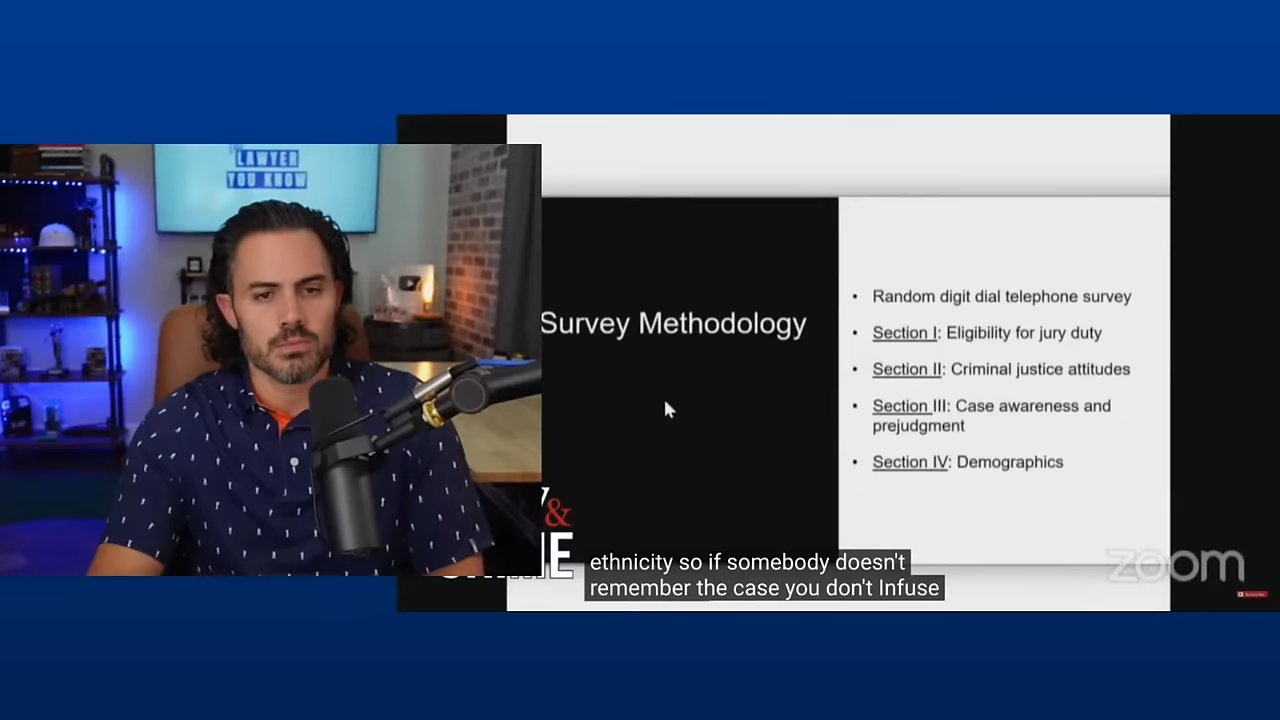 LAWYER
YOU KNOW
Survey Methodology
• Random digit dial telephone survey
• Section I: Eligibility for jury duty
• Section II: Criminal justice attitudes
• Section III: Case awareness and
prejudgment
• Section IV: Demographics
&
ethnicity so if somebody doesn't
remember the case you don't Infuse
zoom